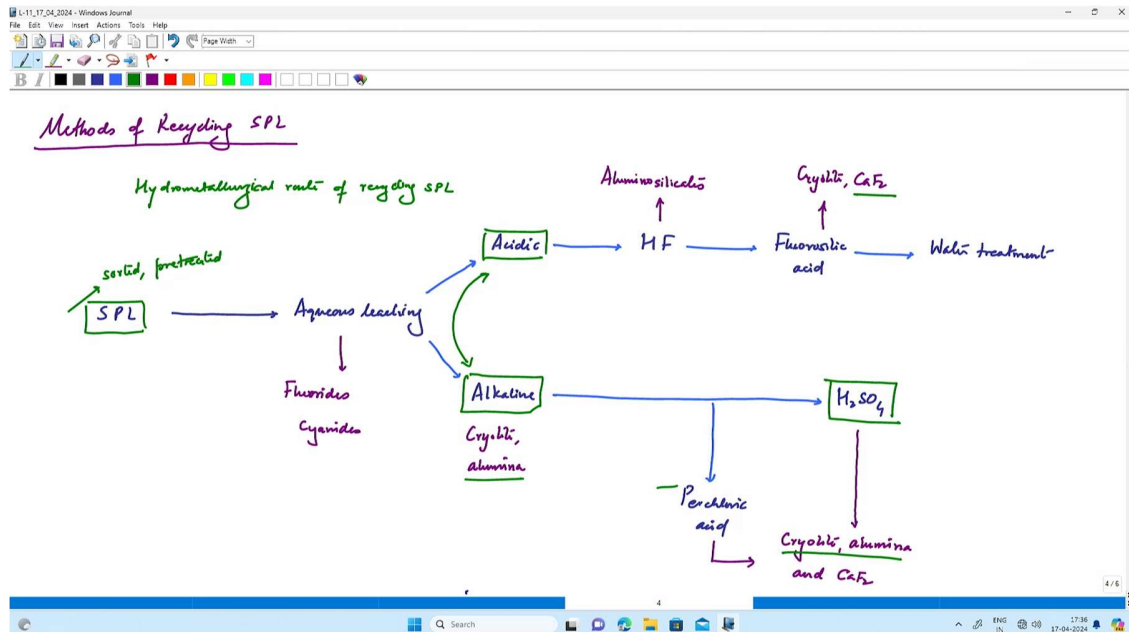 L-11_17_04_2024 - Windows Journal
File Edit View Insert Actions Tools Help
Page Width
B I
Methods of Recycling SPL
Hydrometallurgical route of recycling SPL
Aluminosilicates
Cryolite, CaF2
Acidic
HF
Fluorosilic
acid
Water treatment
sorted, pretreated
SPL
Aqueous leaching
Fluorides
Cyanides
Alkaline
H2SO4
Cryolite,
alumina
Perchloric
acid
Cryolite, alumina
and CaF2
4 / 6
4
Search
ENG
IN
17:36
17-04-2024